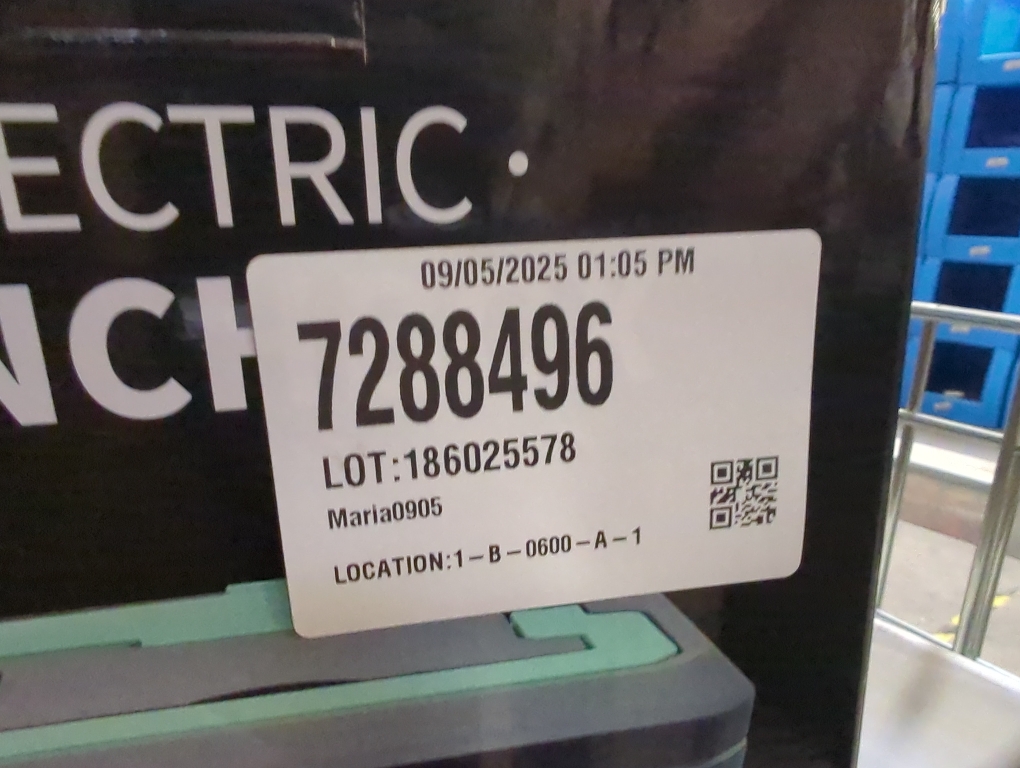 ECTRIC •
NCH
09/05/2025 01:05 PM
7288496
LOT:186025578
Maria0905
LOCATION:1-B-0600-A-1